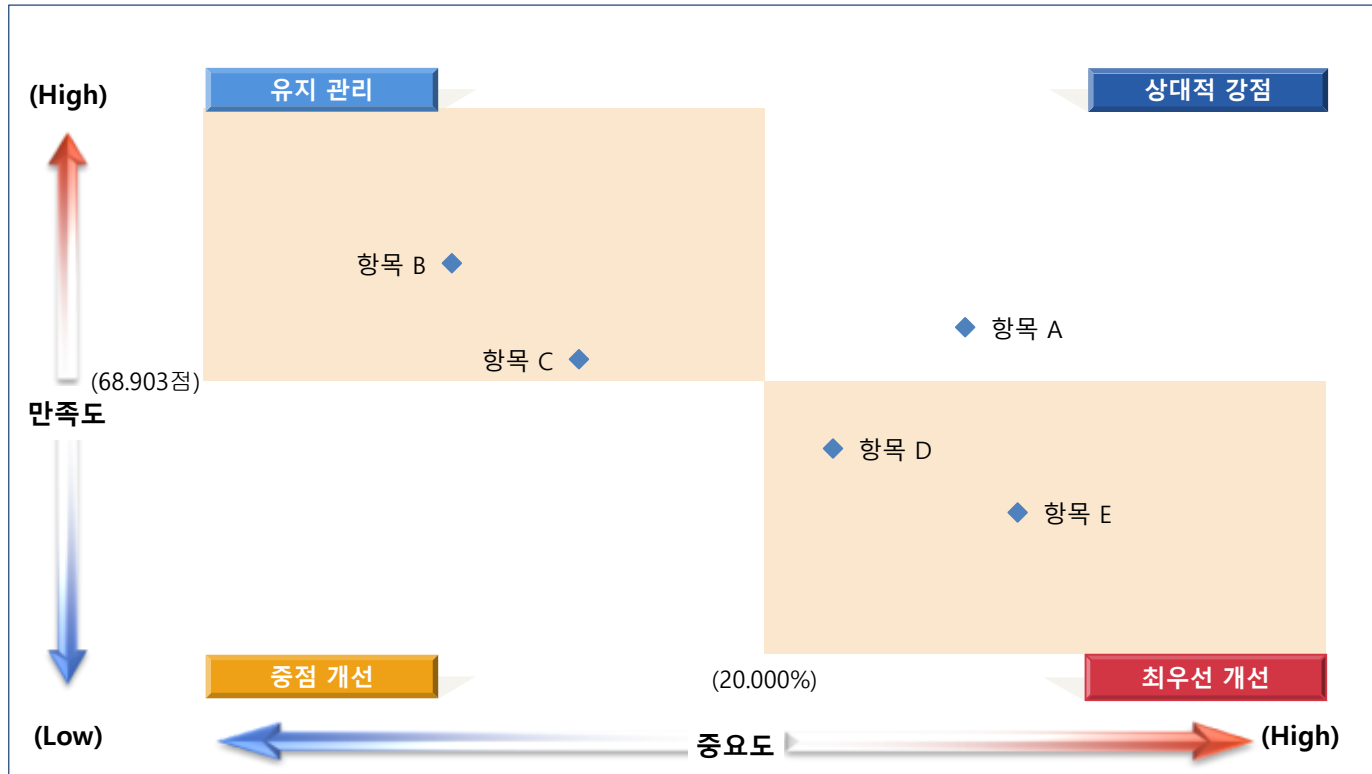 유지 관리
상대적 강점
(High)
항목 B
항목 A
항목 C
(68.903점)
만족도
항목 D
항목 E
중점 개선
(20.000%)
최우선 개선
(Low)
중요도
(High)